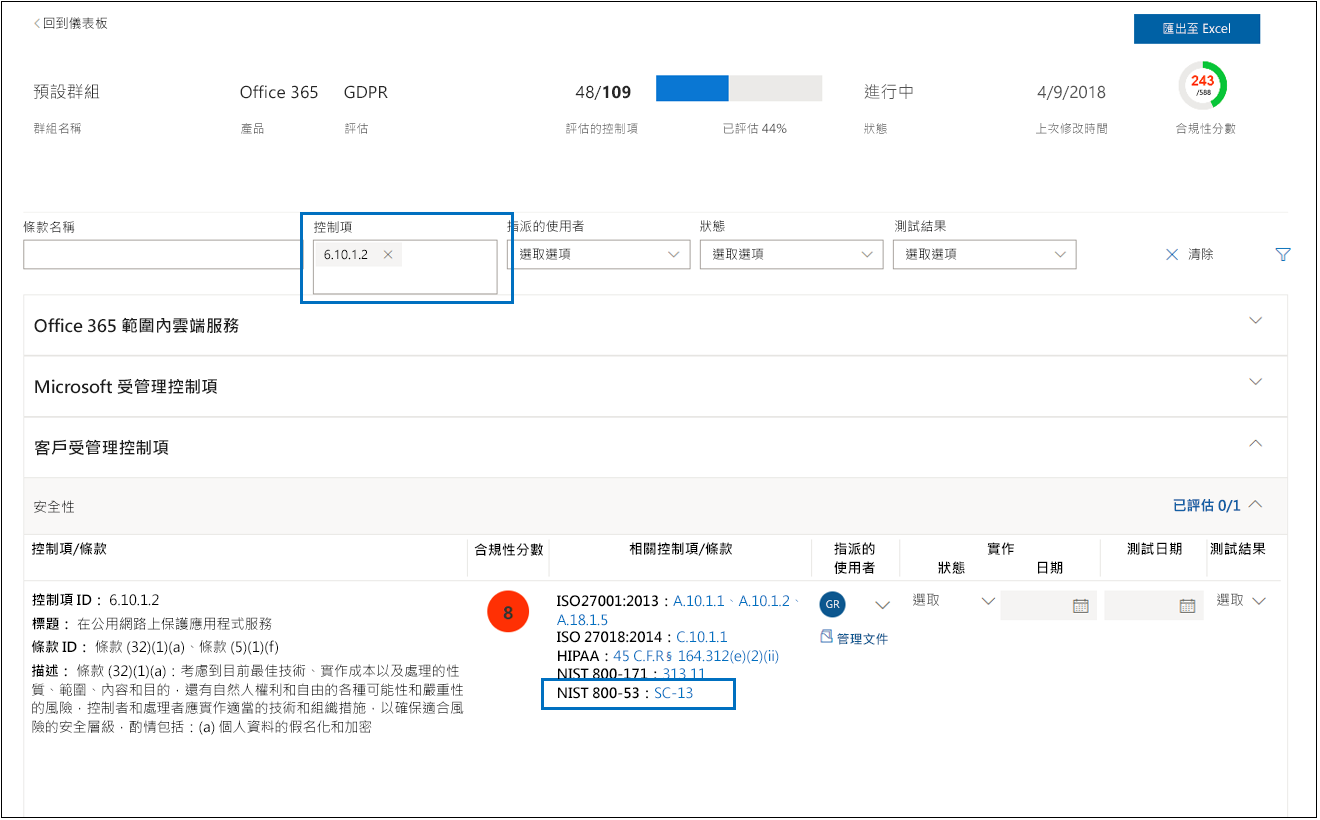 回到儀表板
匯出至 Excel
預設群組 Office 365 GDPR 48/109 進行中 4/9/2018 243 /588
群組名稱 產品 評估 評估的控制項 已評估 44% 狀態 上次修改時間 合規性分數
條款名稱 控制項 指派的使用者 狀態 測試結果
6.10.1.2 選取選項 選取選項 選取選項 清除
Office 365 範圍內雲端服務
Microsoft 受管理控制項
客戶受管理控制項
安全性 已評估 0/1
控制項/條款 合規性分數 相關控制項/條款 指派的 實作 測試日期 測試結果
使用者 狀態 日期
控制項 ID: 6.10.1.2 8 ISO27001:2013:A.10.1.1、A.10.1.2、 GR 選取 選取
標題: 在公用網路上保護應用程式服務 A.18.1.5
條款 ID: 條款 (32)(1)(a)、條款 (5)(1)(f) ISO 27018:2014:C.10.1.1 管理文件
HIPAA:45 C.F.R§ 164.312(e)(2)(ii)
描述: 條款 (32)(1)(a):考慮到目前最佳技術、實作成本以及處理的性 NIST 800-171:313.11
質、範圍、內容和目的,還有自然人權利和自由的各種可能性和嚴重性 NIST 800-53:SC-13
的風險,控制者和處理者應實作適當的技術和組織措施,以確保適合風
險的安全層級,酌情包括:(a) 個人資料的假名化和加密